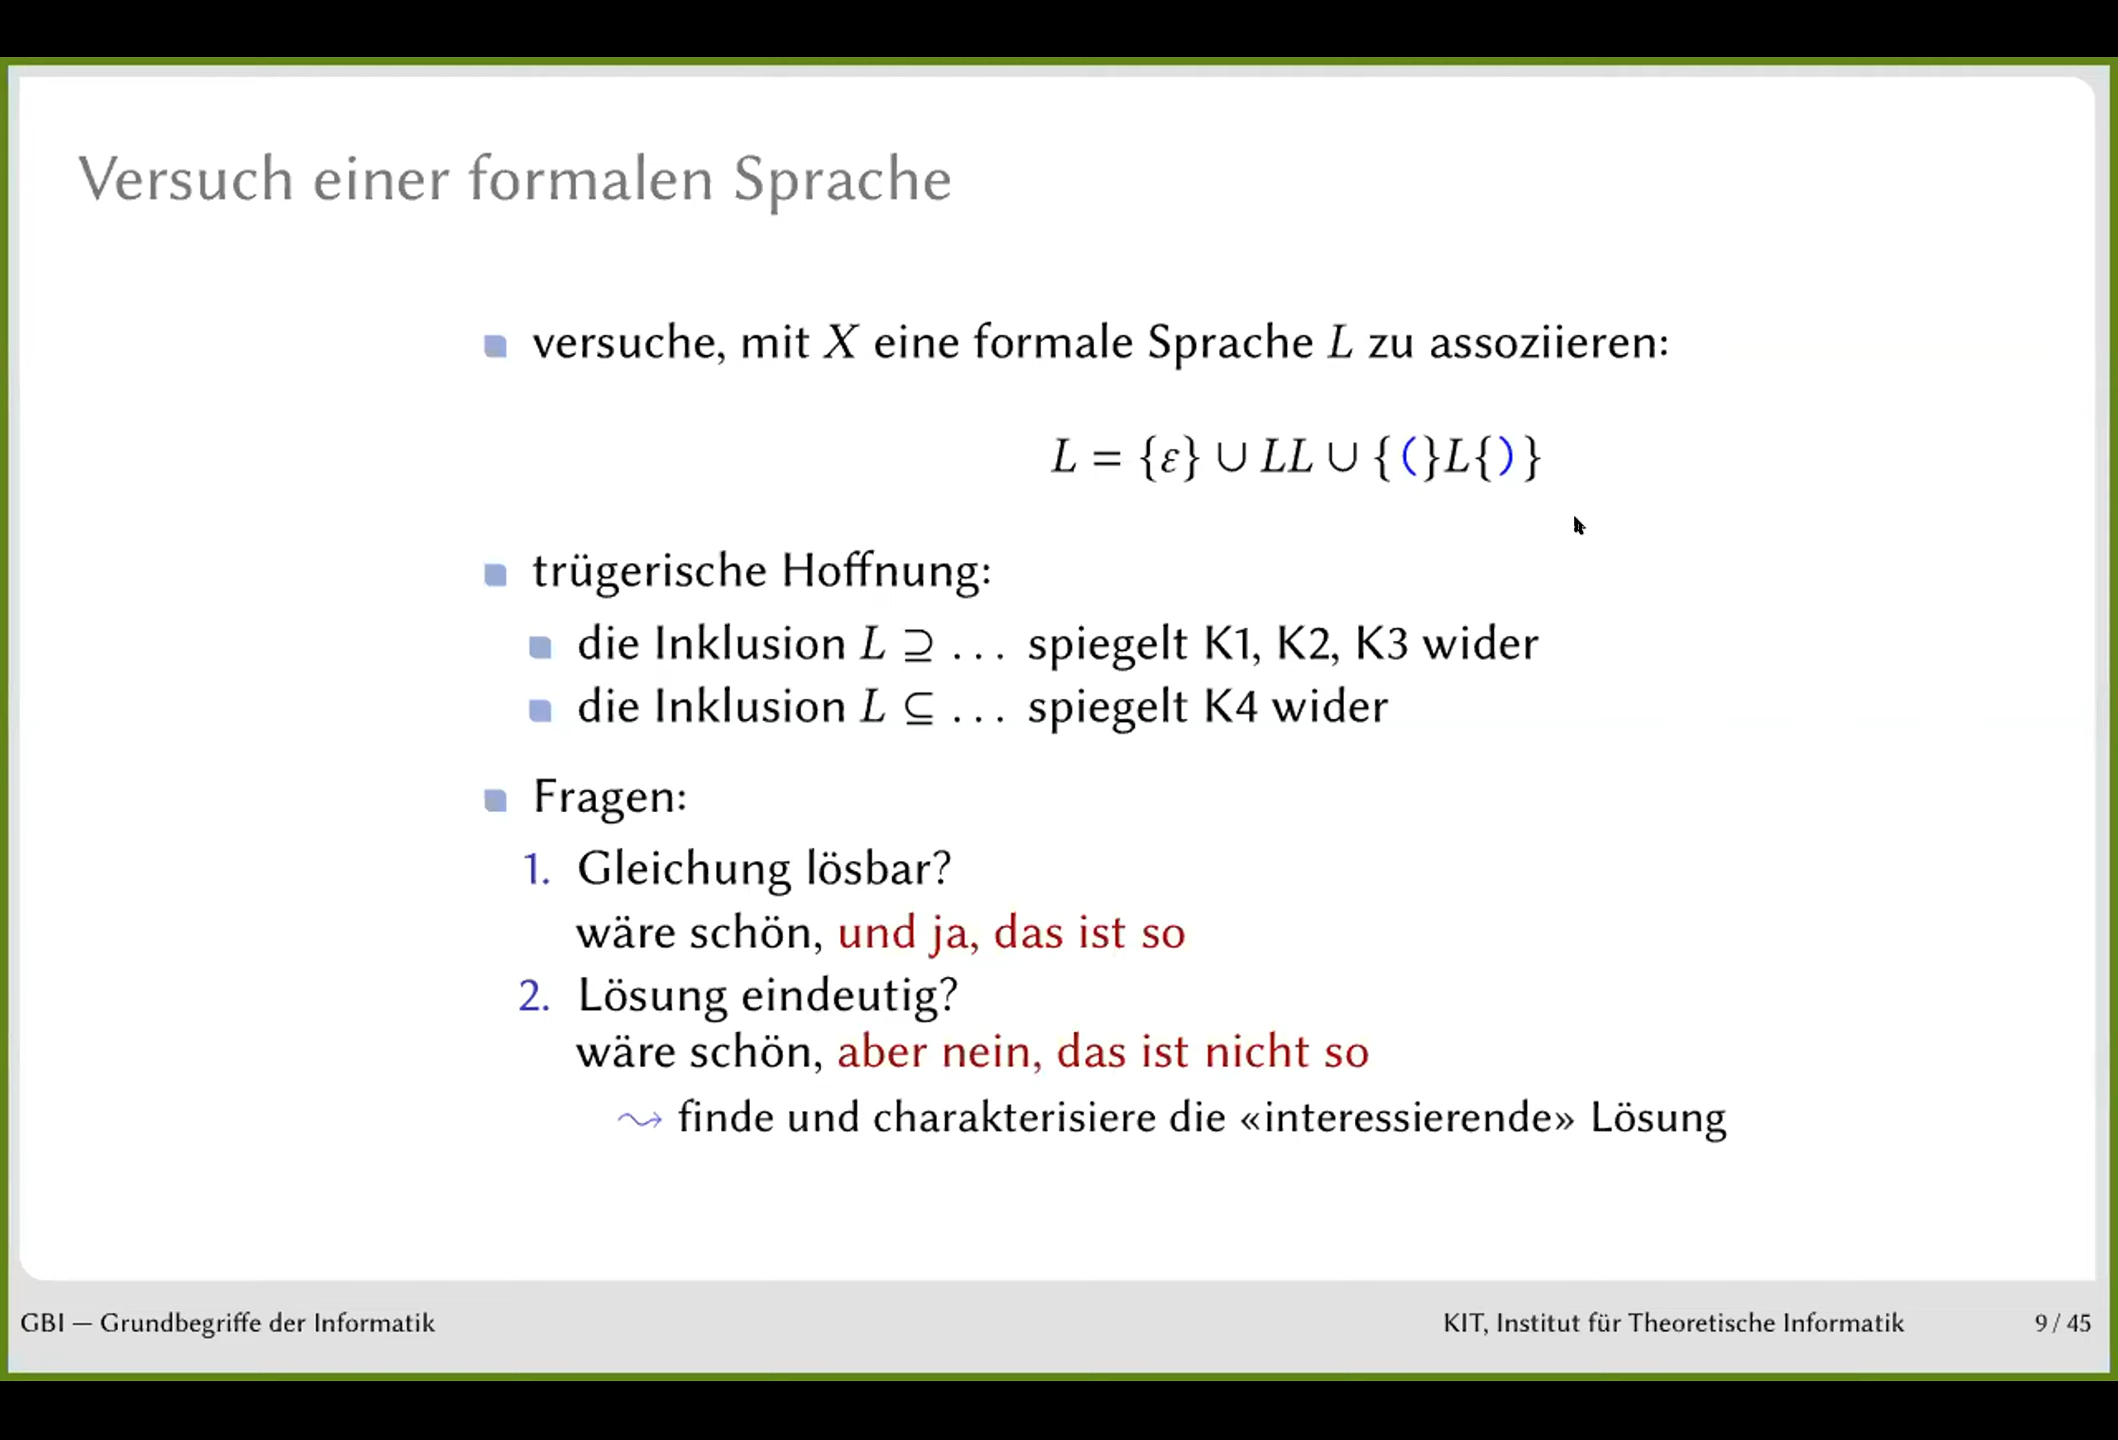 Versuch einer formalen Sprache
versuche, mit X eine formale Sprache L zu assoziieren:
L = {ε} ∪ LL ∪ {(}L{)}
trügerische Hoffnung:
die Inklusion L ⊇ ... spiegelt K1, K2, K3 wider
die Inklusion L ⊆ ... spiegelt K4 wider
Fragen:
1. Gleichung lösbar?
wäre schön, und ja, das ist so
2. Lösung eindeutig?
wäre schön, aber nein, das ist nicht so
⇝ finde und charakterisiere die «interessierende» Lösung
GBI — Grundbegriffe der Informatik KIT, Institut für Theoretische Informatik 9 / 45